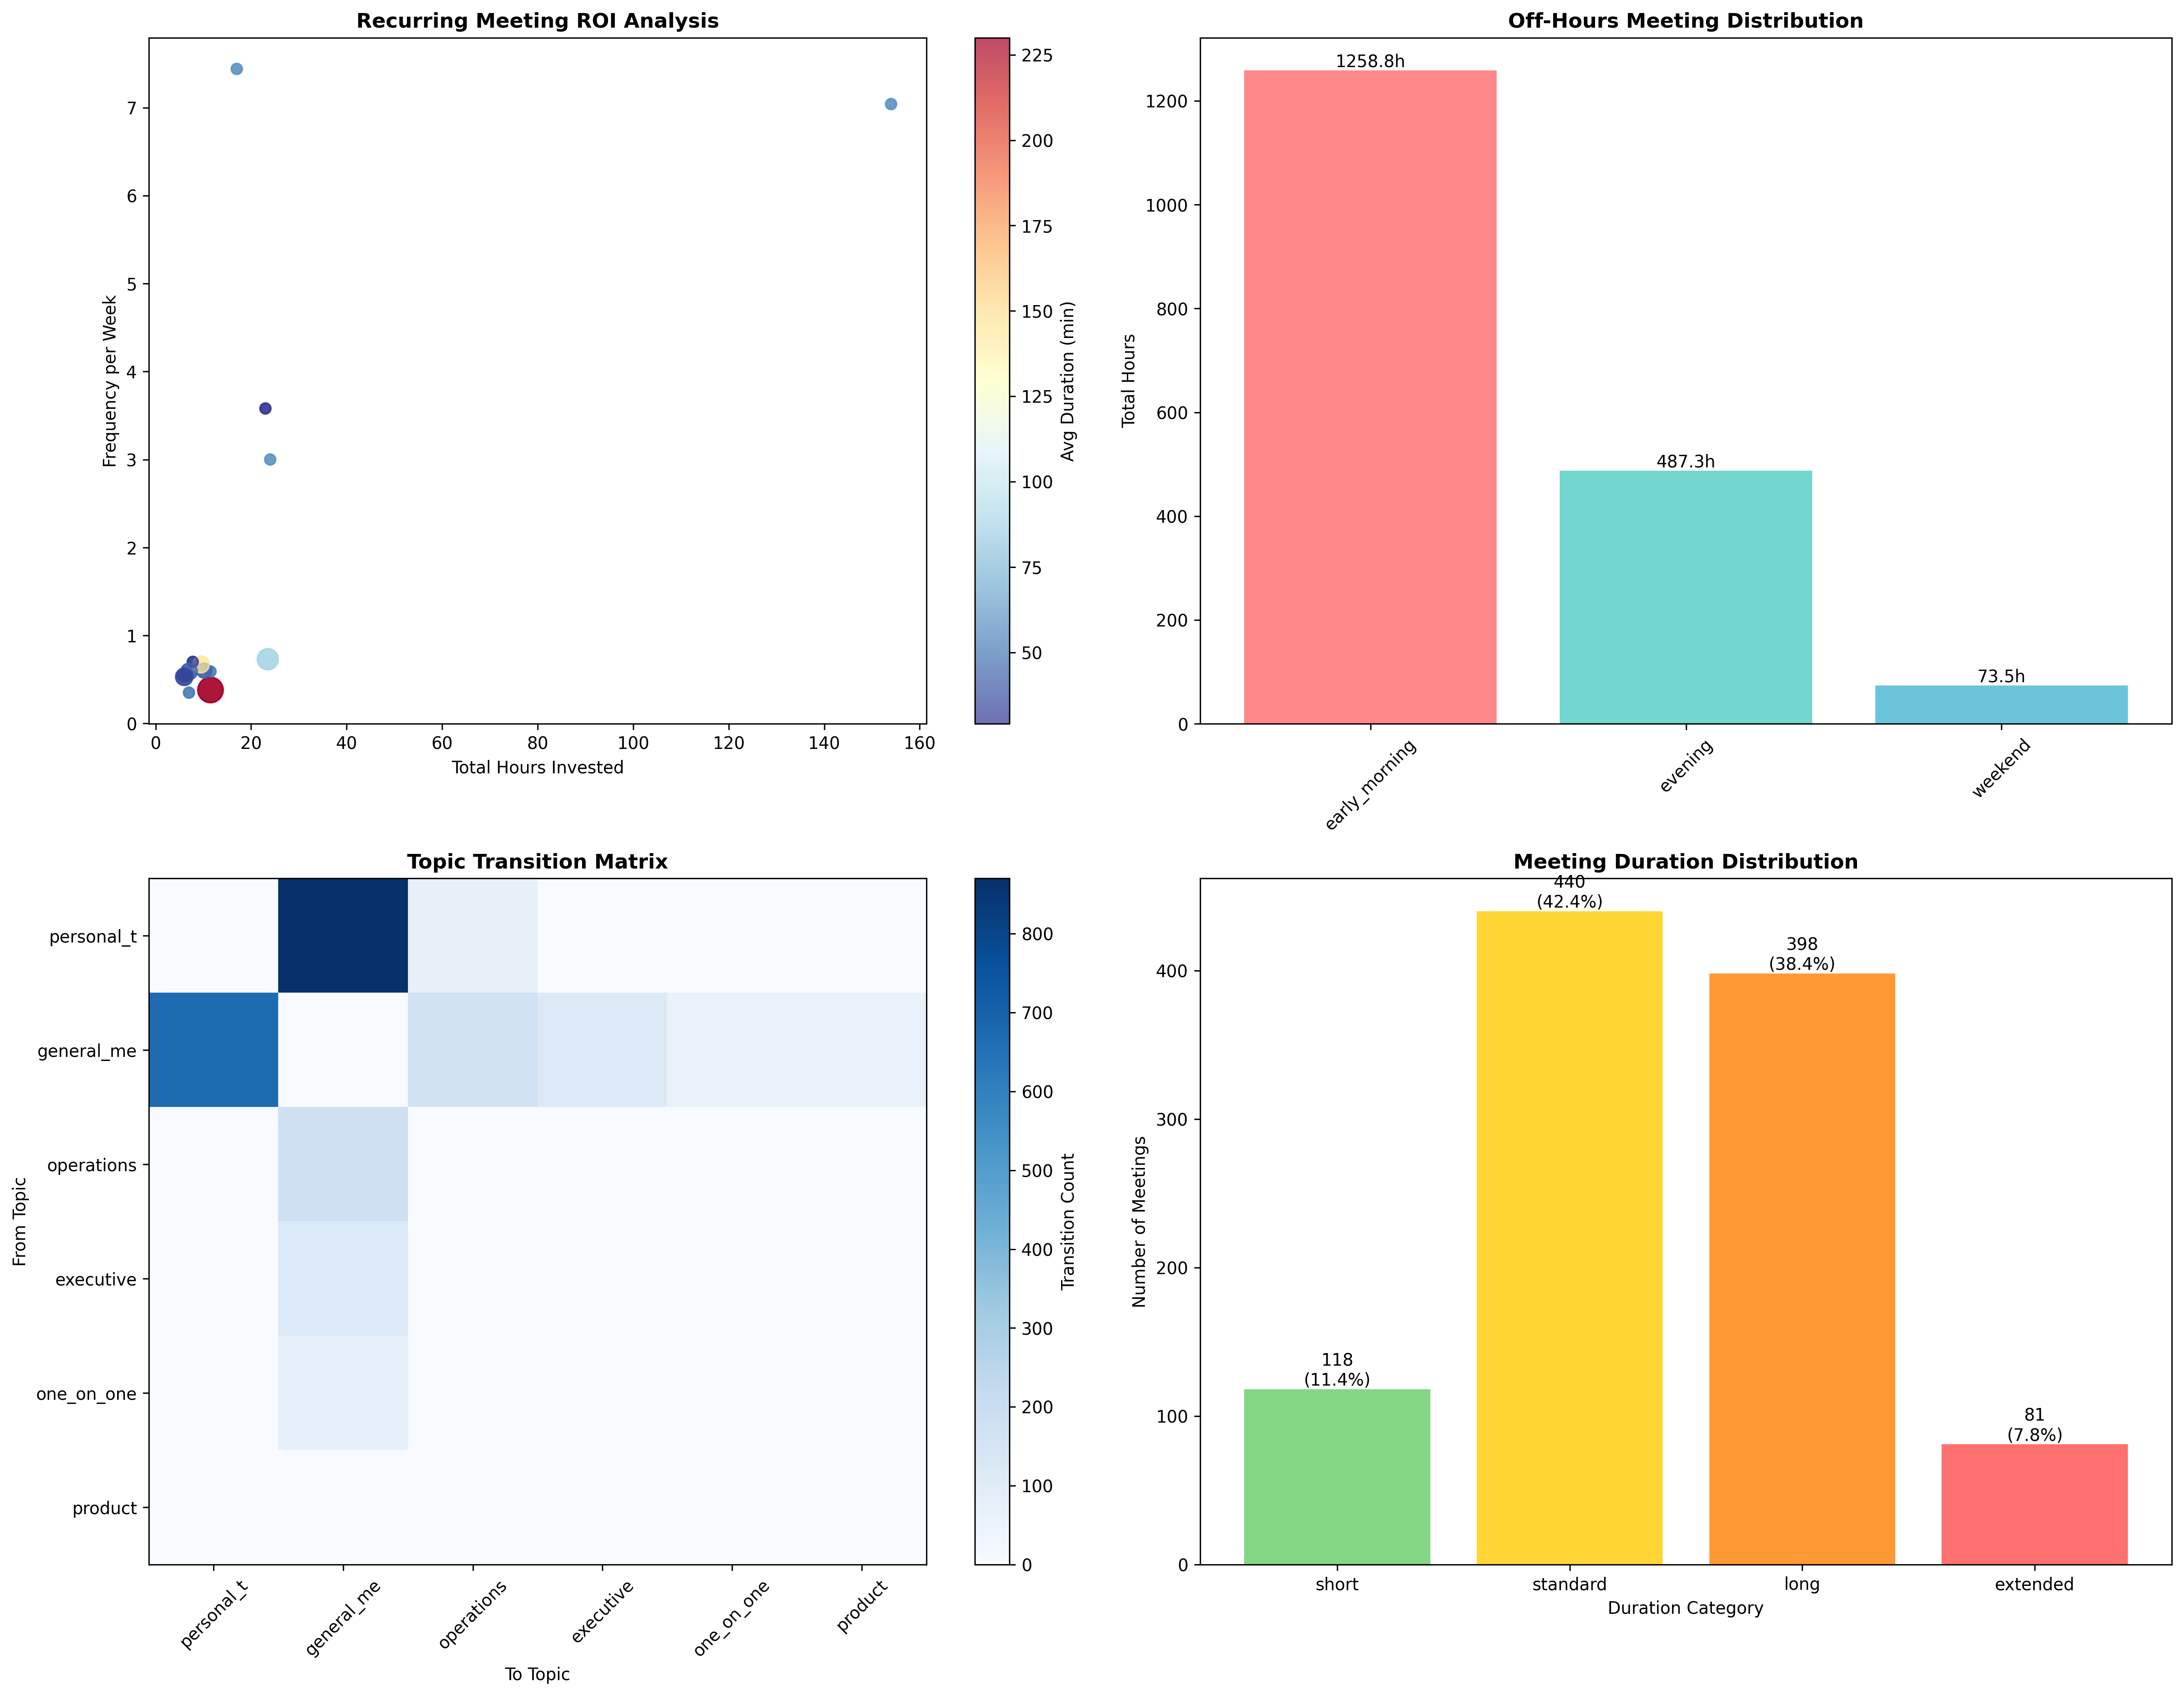 Recurring Meeting ROI Analysis
7
6
5
4
3
2
1
0
Frequency per Week
0 20 40 60 80 100 120 140 160
Total Hours Invested
225
200
175
150
125
100
75
50
Avg Duration (min)
Off-Hours Meeting Distribution
1200
1000
800
600
400
200
0
Total Hours
1258.8h
487.3h
73.5h
early_morning evening weekend
Topic Transition Matrix
From Topic
personal_t
general_me
operations
executive
one_on_one
product
personal_t general_me operations executive one_on_one product
To Topic
800
700
600
500
400
300
200
100
0
Transition Count
Meeting Duration Distribution
400
300
200
100
0
Number of Meetings
118
(11.4%)
440
(42.4%)
398
(38.4%)
81
(7.8%)
short standard long extended
Duration Category